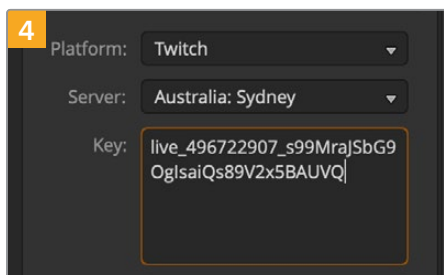 4
Platform: Twitch
Server: Australia: Sydney
Key: live_496722907_s99MraJSbG9
OgIsaiQs89V2x5BAUVQ